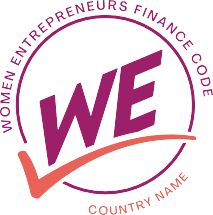 WOMEN ENTREPRENEURS FINANCE CODE
WE
COUNTRY NAME